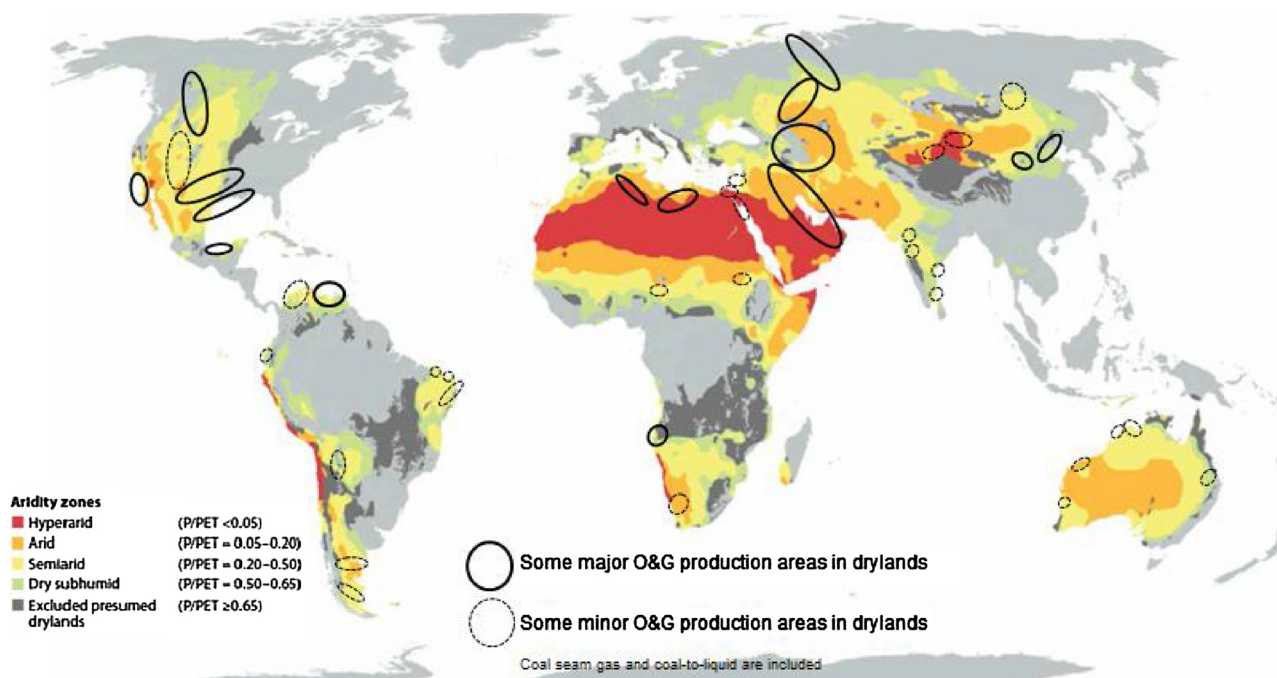 Aridity zones
Hyperarid (P/PET <0.05)
Arid (P/PET = 0.05–0.20)
Semiarid (P/PET = 0.20–0.50)
Dry subhumid (P/PET = 0.50–0.65)
Excluded presumed (P/PET ≥0.65)
drylands
Some major O&G production areas in drylands
Some minor O&G production areas in drylands
Coal seam gas and coal-to-liquid are included